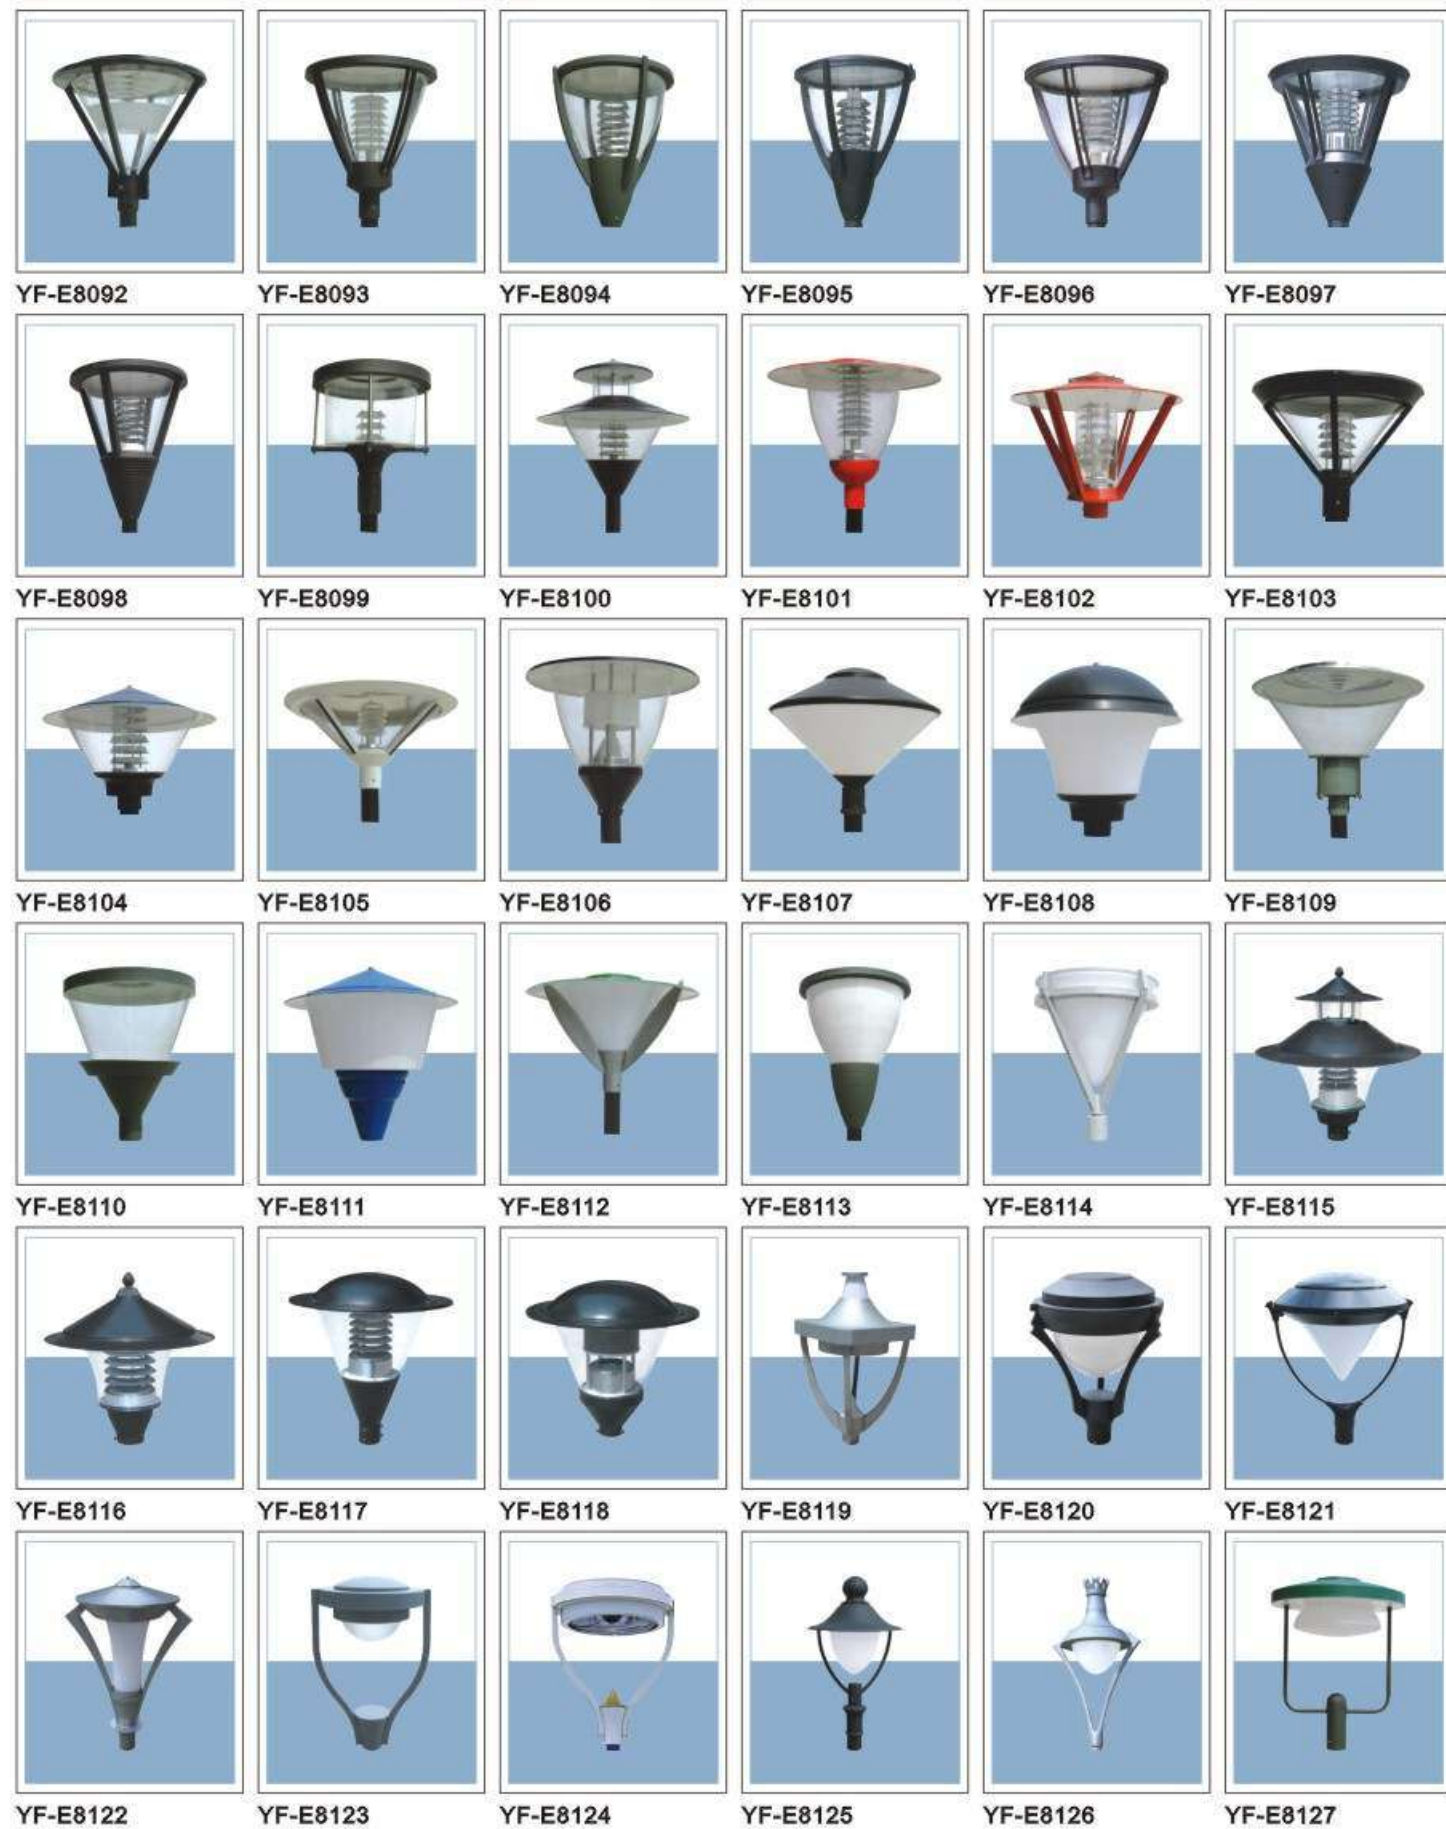 YF-E8092 YF-E8093 YF-E8094 YF-E8095 YF-E8096 YF-E8097
YF-E8098 YF-E8099 YF-E8100 YF-E8101 YF-E8102 YF-E8103
YF-E8104 YF-E8105 YF-E8106 YF-E8107 YF-E8108 YF-E8109
YF-E8110 YF-E8111 YF-E8112 YF-E8113 YF-E8114 YF-E8115
YF-E8116 YF-E8117 YF-E8118 YF-E8119 YF-E8120 YF-E8121
YF-E8122 YF-E8123 YF-E8124 YF-E8125 YF-E8126 YF-E8127